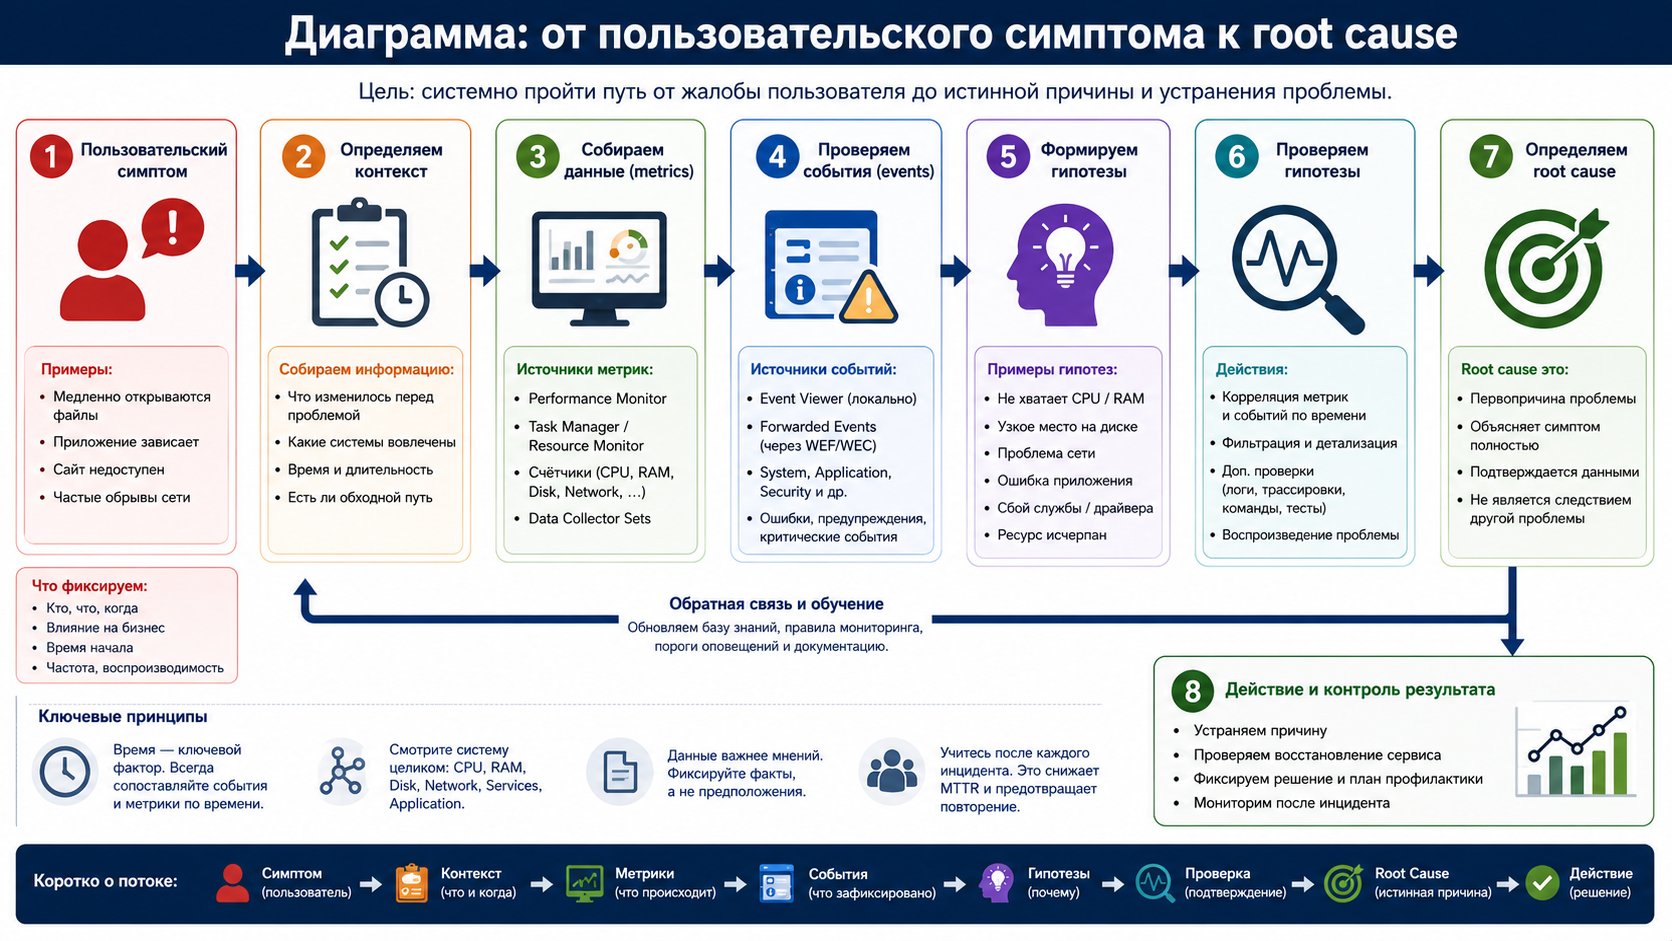 Диаграмма: от пользовательского симптома к root cause
Цель: системно пройти путь от жалобы пользователя до истинной причины и устранения проблемы.
1
Пользовательский
симптом
Примеры:
• Медленно открываются
файлы
• Приложение зависает
• Сайт недоступен
• Частые обрывы сети
Что фиксируем:
• Кто, что, когда
• Влияние на бизнес
• Время начала
• Частота, воспроизводимость
2
Определяем
контекст
Собираем информацию:
• Что изменилось перед
проблемой
• Какие системы вовлечены
• Время и длительность
• Есть ли обходной путь
3
Собираем
данные (metrics)
Источники метрик:
• Performance Monitor
• Task Manager /
Resource Monitor
• Счётчики (CPU, RAM,
Disk, Network, ...)
• Data Collector Sets
4
Проверяем
события (events)
Источники событий:
• Event Viewer (локально)
• Forwarded Events
(через WEF/WEC)
• System, Application,
Security и др.
• Ошибки, предупреждения,
критические события
5
Формируем
гипотезы
Примеры гипотез:
• Не хватает CPU / RAM
• Узкое место на диске
• Проблема сети
• Ошибка приложения
• Сбой службы / драйвера
• Ресурс исчерпан
6
Проверяем
гипотезы
Действия:
• Корреляция метрик
и событий по времени
• Фильтрация и детализация
• Доп. проверки
(логи, трассировки,
команды, тесты)
• Воспроизведение проблемы
7
Определяем
root cause
Root cause это:
• Первопричина проблемы
• Объясняет симптом
полностью
• Подтверждается данными
• Не является следствием
другой проблемы
Обратная связь и обучение
Обновляем базу знаний, правила мониторинга,
пороги оповещений и документацию.
8
Действие и контроль результата
• Устраняем причину
• Проверяем восстановление сервиса
• Фиксируем решение и план профилактики
• Мониторим после инцидента
Ключевые принципы
Время — ключевой
фактор. Всегда
сопоставляйте события
и метрики по времени.
Смотрите систему
целиком: CPU, RAM,
Disk, Network, Services,
Application.
Данные важнее мнений.
Фиксируйте факты,
а не предположения.
Учитесь после каждого
инцидента. Это снижает
MTTR и предотвращает
повторение.
Коротко о потоке:
Симптом
(пользователь)
Контекст
(что и когда)
Метрики
(что происходит)
События
(что зафиксировано)
Гипотезы
(почему)
Проверка
(подтверждение)
Root Cause
(истинная причина)
Действие
(решение)